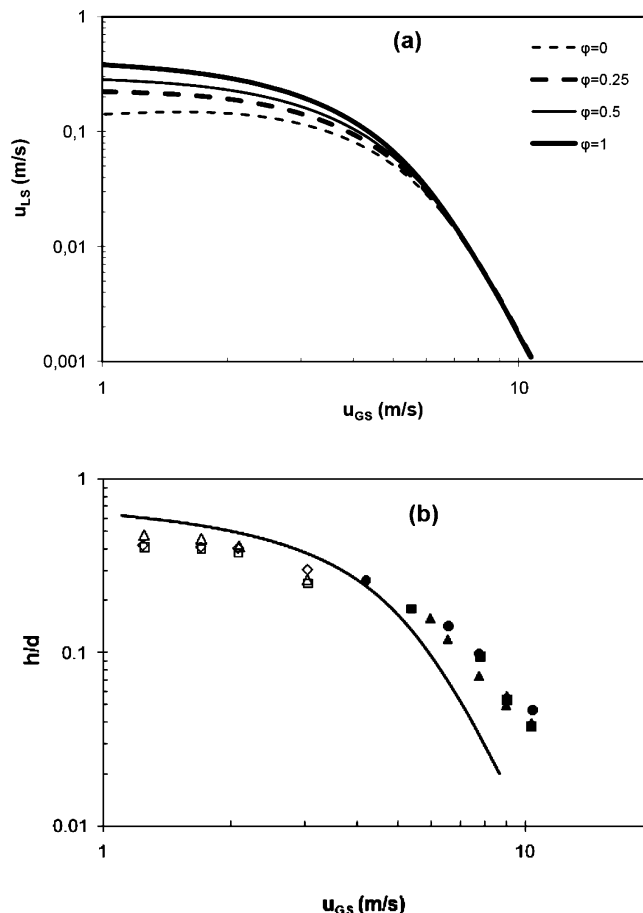 1
(a)
φ=0
φ=0.25
φ=0.5
φ=1
0,1
u_LS (m/s)
0,01
0,001
1
10
u_GS (m/s)
1
(b)
h/d
0.1
0.01
1
10
u_GS (m/s)